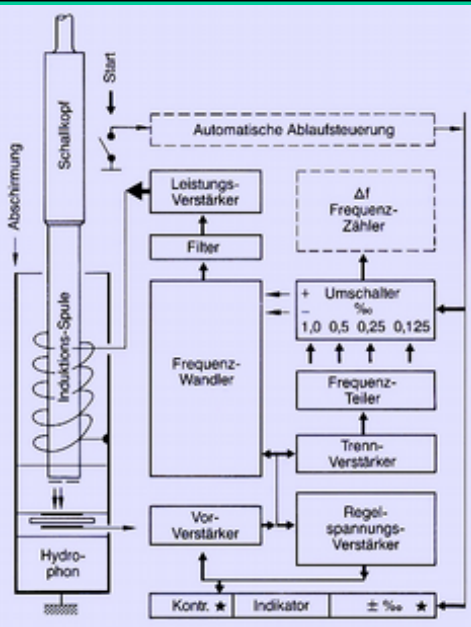 Start
Schallkopf
Abschirmung
Induktions-Spule
Hydro-
phon
Automatische Ablaufsteuerung
Leistungs-
Verstärker
Filter
Frequenz-
Wandler
Vor-
Verstärker
Δf
Frequenz-
Zähler
+ Umschalter
– ‰
1,0 0,5 0,25 0,125
Frequenz-
Teiler
Trenn-
Verstärker
Regel-
spannungs-
Verstärker
Kontr. ★ Indikator ± ‰ ★